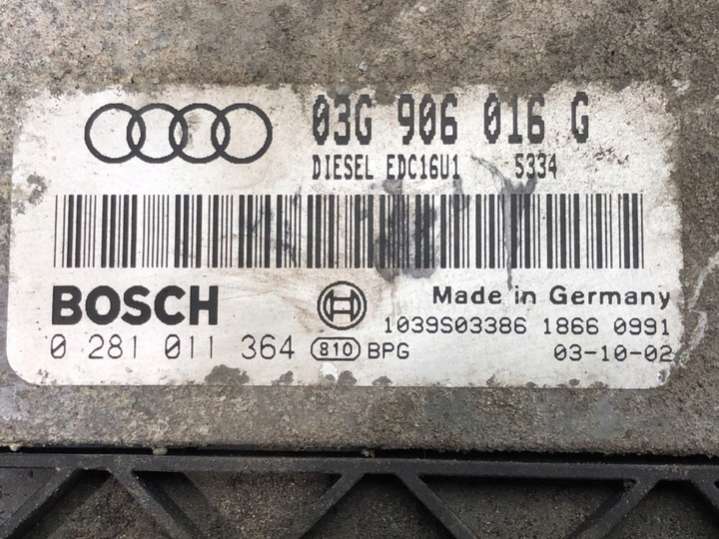 03G 906 016 G
DIESEL EDC16U1 5334
BOSCH
Made in Germany
1039S03386 1866 0991
0 281 011 364 810 BPG 03-10-02